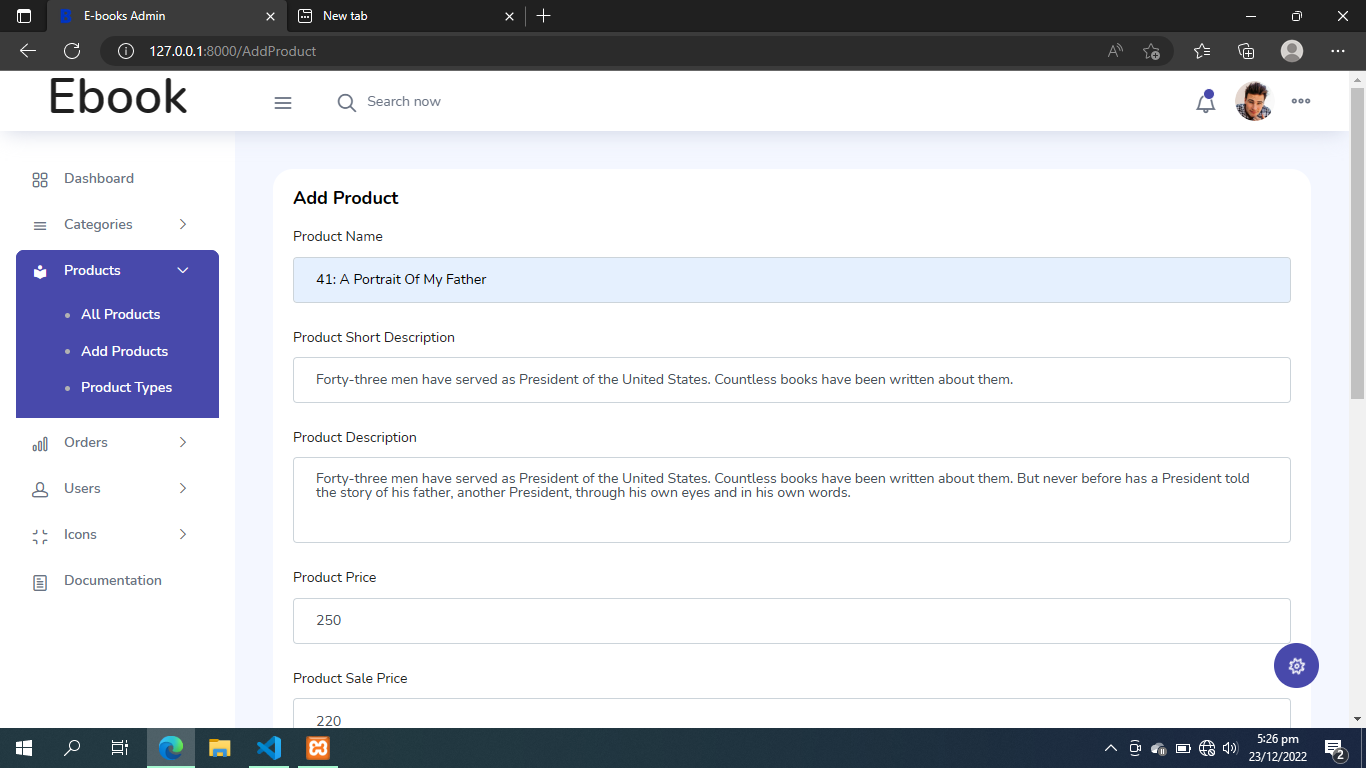 E-books Admin
New tab
127.0.0.1:8000/AddProduct
Ebook
Search now
Dashboard
Categories
Products
All Products
Add Products
Product Types
Orders
Users
Icons
Documentation
Add Product
Product Name
41: A Portrait Of My Father
Product Short Description
Forty-three men have served as President of the United States. Countless books have been written about them.
Product Description
Forty-three men have served as President of the United States. Countless books have been written about them. But never before has a President told
the story of his father, another President, through his own eyes and in his own words.
Product Price
250
Product Sale Price
220
5:26 pm
23/12/2022
2